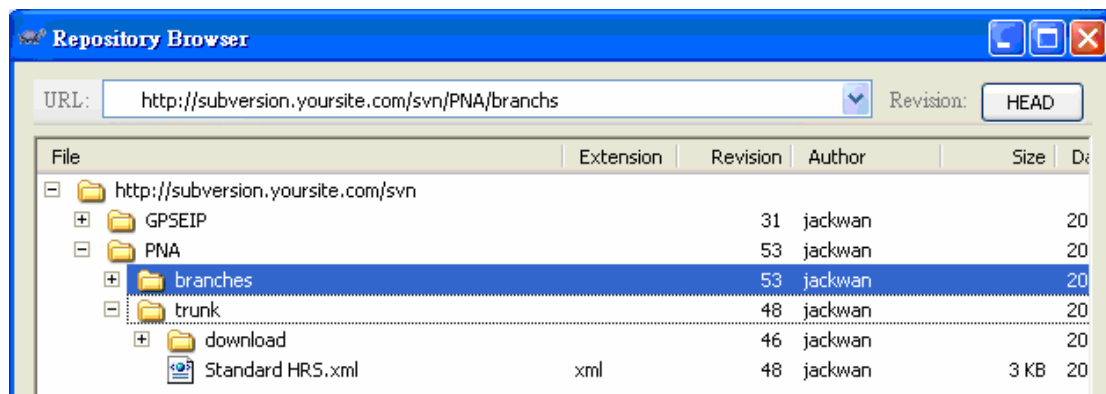 Repository Browser
URL: http://subversion.yoursite.com/svn/PNA/branchs Revision: HEAD
File Extension Revision Author Size Da
http://subversion.yoursite.com/svn
GPSEIP 31 jackwan 20
PNA 53 jackwan 20
branches 53 jackwan 20
trunk 48 jackwan 20
download 46 jackwan 20
Standard HRS.xml xml 48 jackwan 3 KB 20